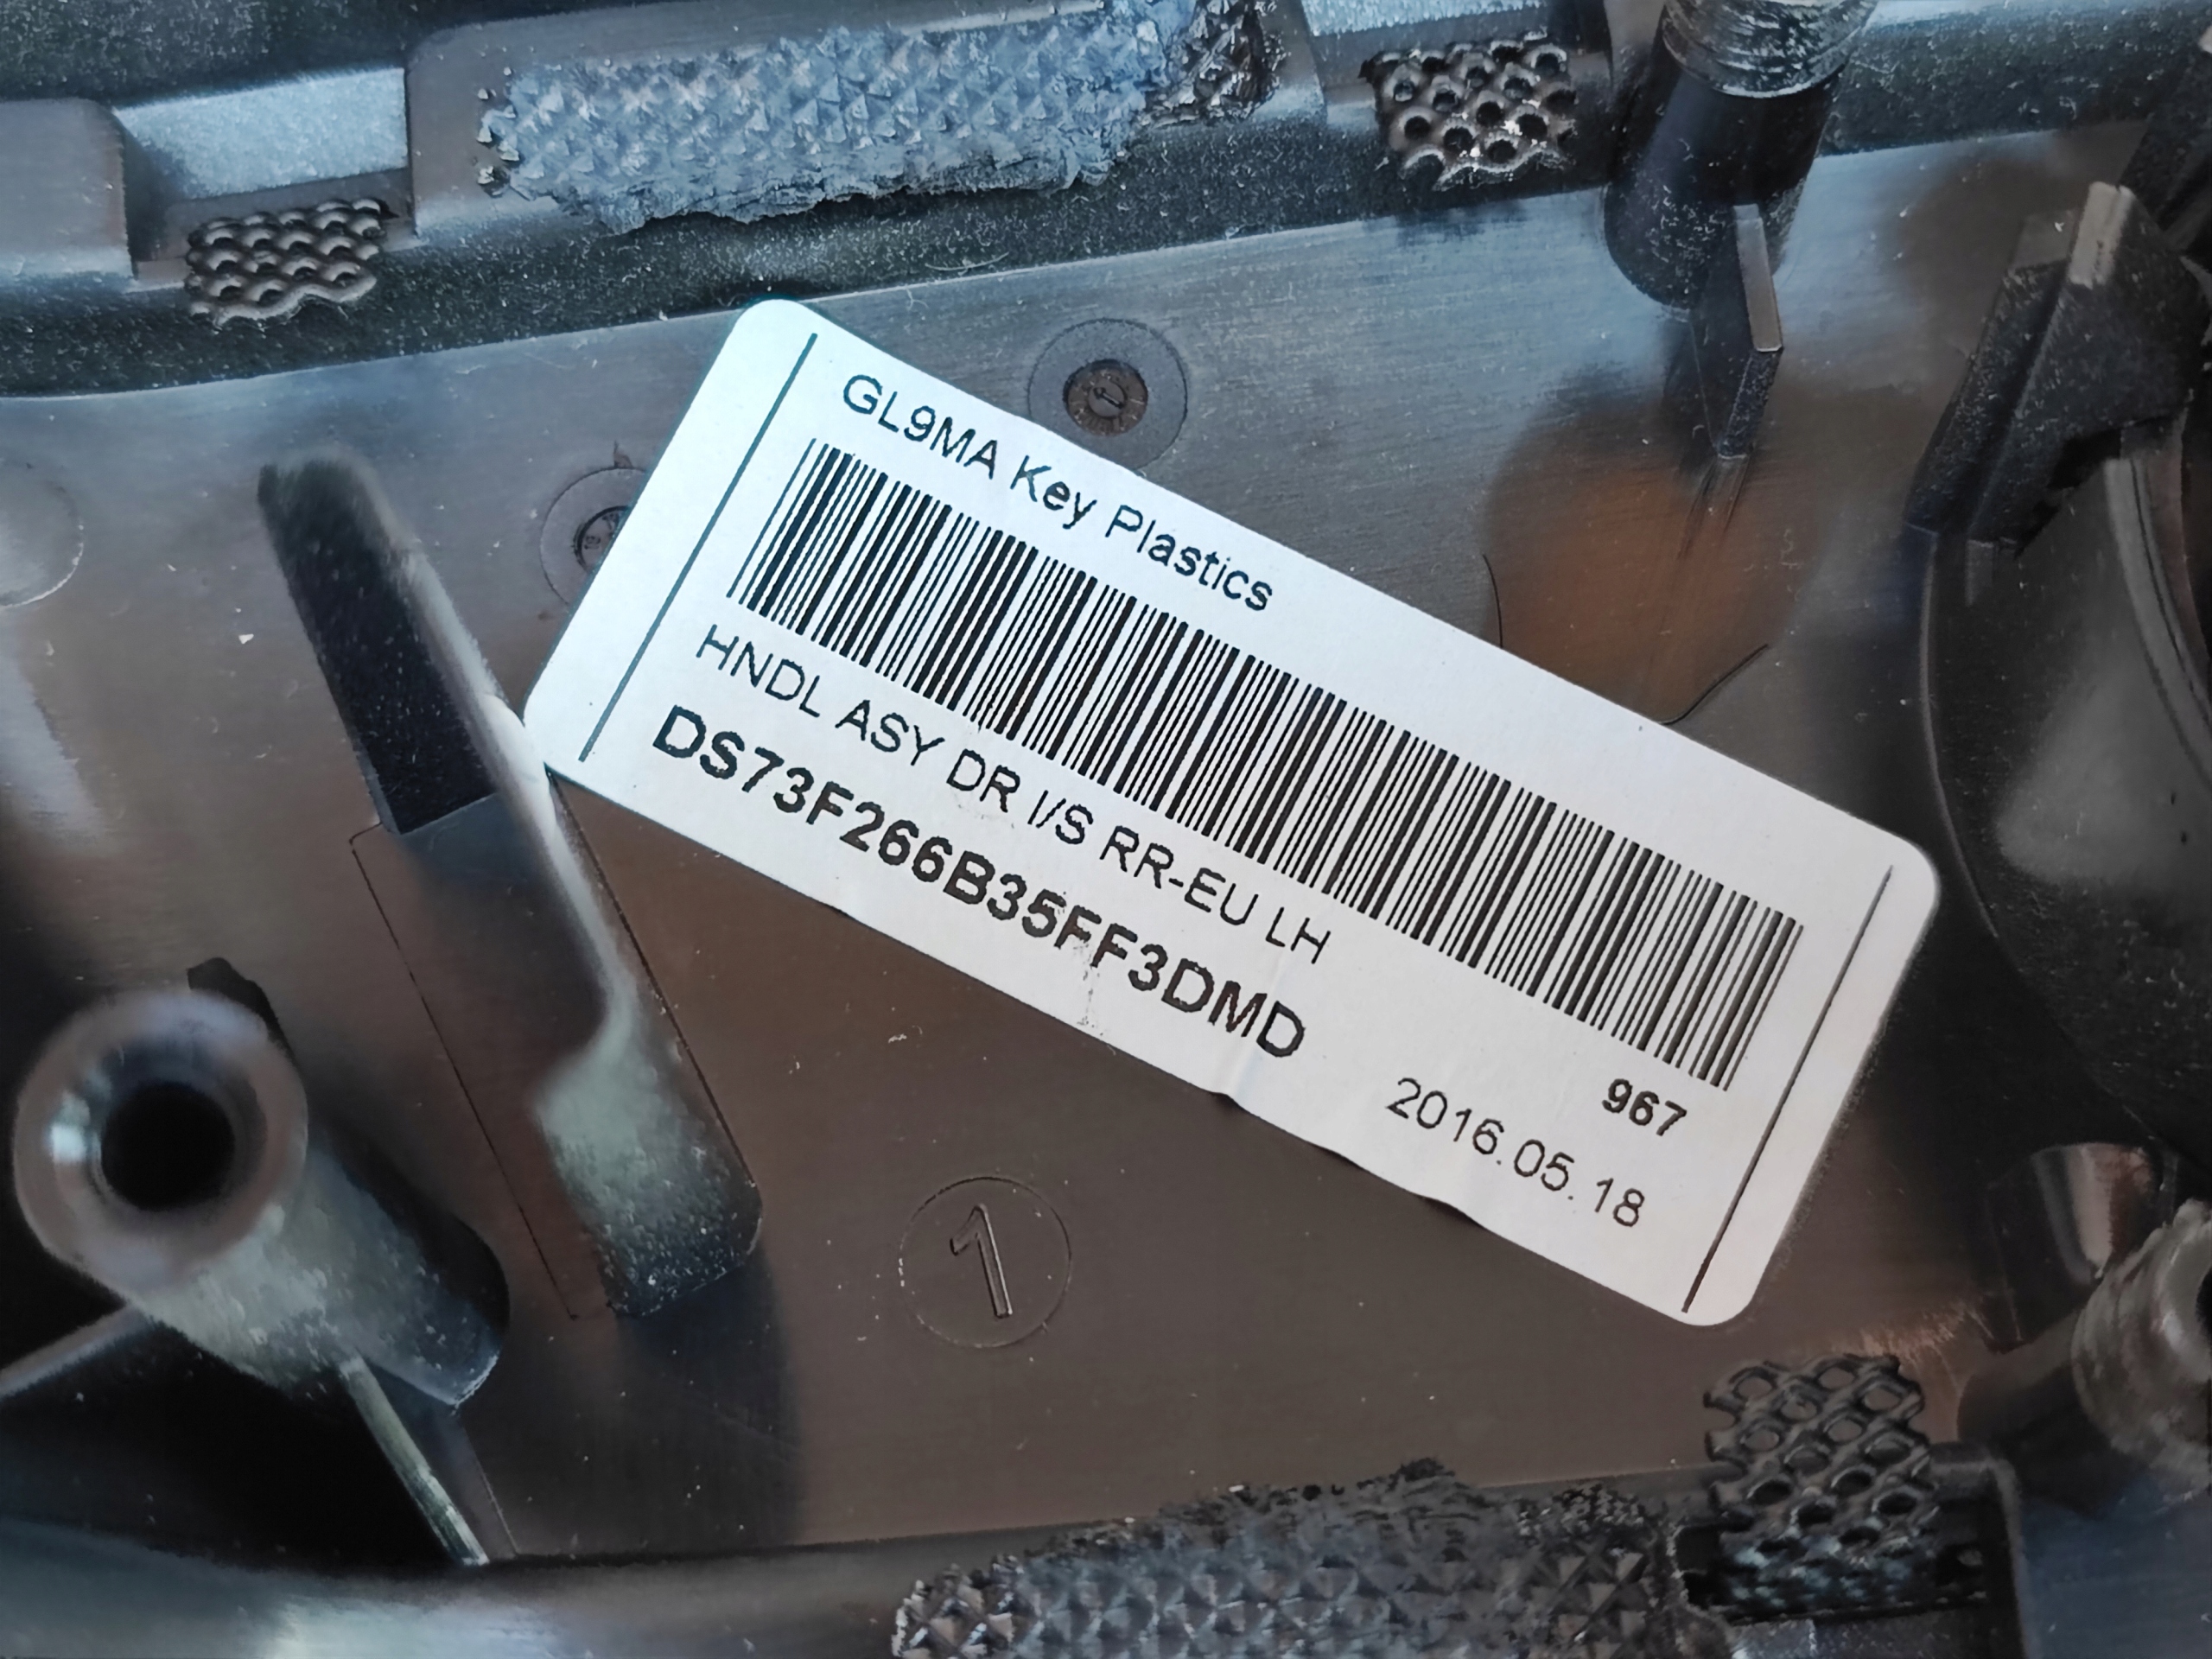 GL9MA Key Plastics
HNDL ASY DR I/S RR-EU LH
DS73F266B35FF3DMD
967
2016.05.18
1